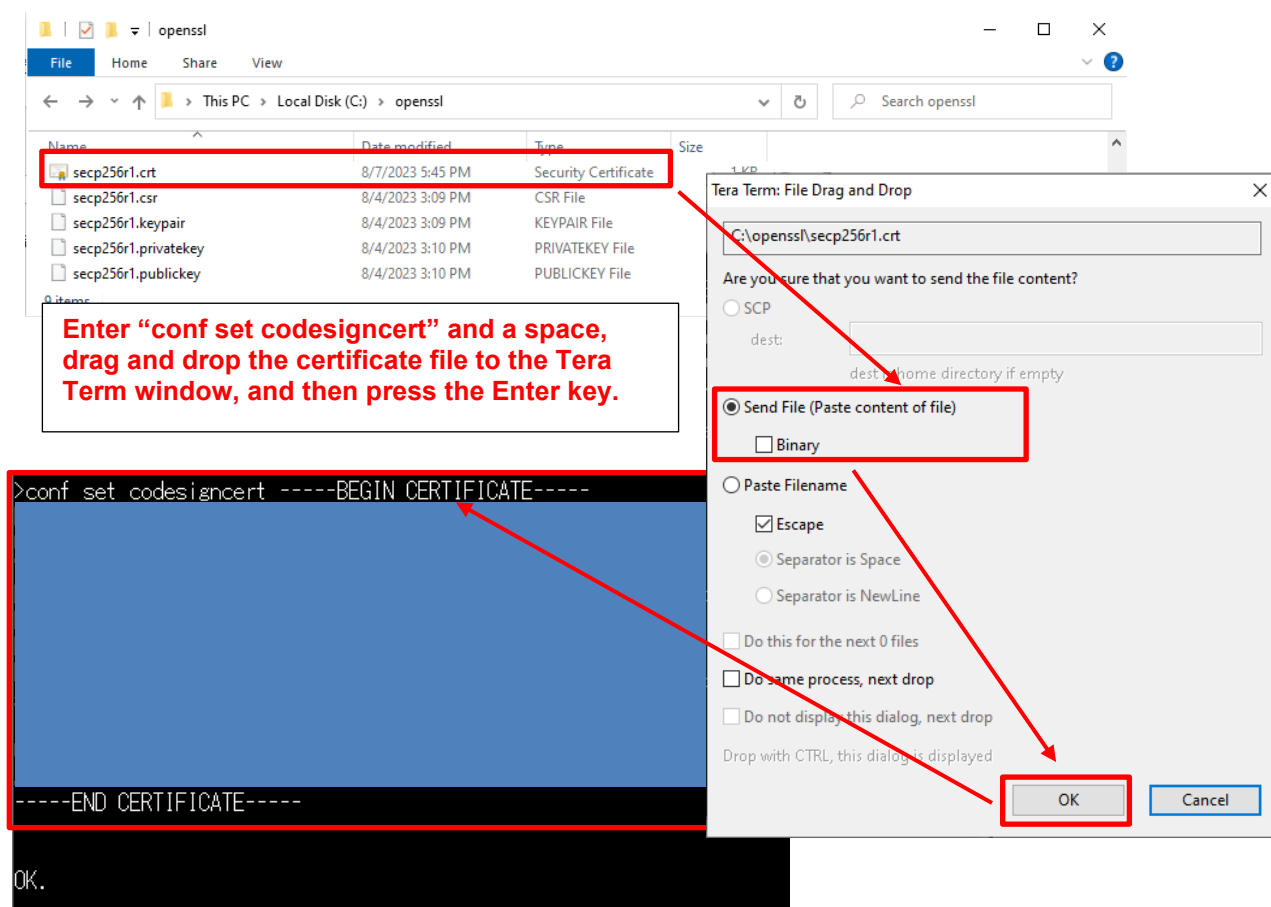 openssl
File Home Share View
This PC > Local Disk (C:) > openssl
Search openssl
Name Date modified Type Size
secp256r1.crt 8/7/2023 5:45 PM Security Certificate 1 KB
secp256r1.csr 8/4/2023 3:09 PM CSR File
secp256r1.keypair 8/4/2023 3:09 PM KEYPAIR File
secp256r1.privatekey 8/4/2023 3:10 PM PRIVATEKEY File
secp256r1.publickey 8/4/2023 3:10 PM PUBLICKEY File
9 items
Enter “conf set codesigncert” and a space,
drag and drop the certificate file to the Tera
Term window, and then press the Enter key.
Tera Term: File Drag and Drop
C:\openssl\secp256r1.crt
Are you sure that you want to send the file content?
SCP
dest:
dest is home directory if empty
Send File (Paste content of file)
Binary
Paste Filename
Escape
Separator is Space
Separator is NewLine
Do this for the next 0 files
Do same process, next drop
Do not display this dialog, next drop
Drop with CTRL, this dialog is displayed
OK Cancel
>conf set codesigncert -----BEGIN CERTIFICATE-----
-----END CERTIFICATE-----
OK.